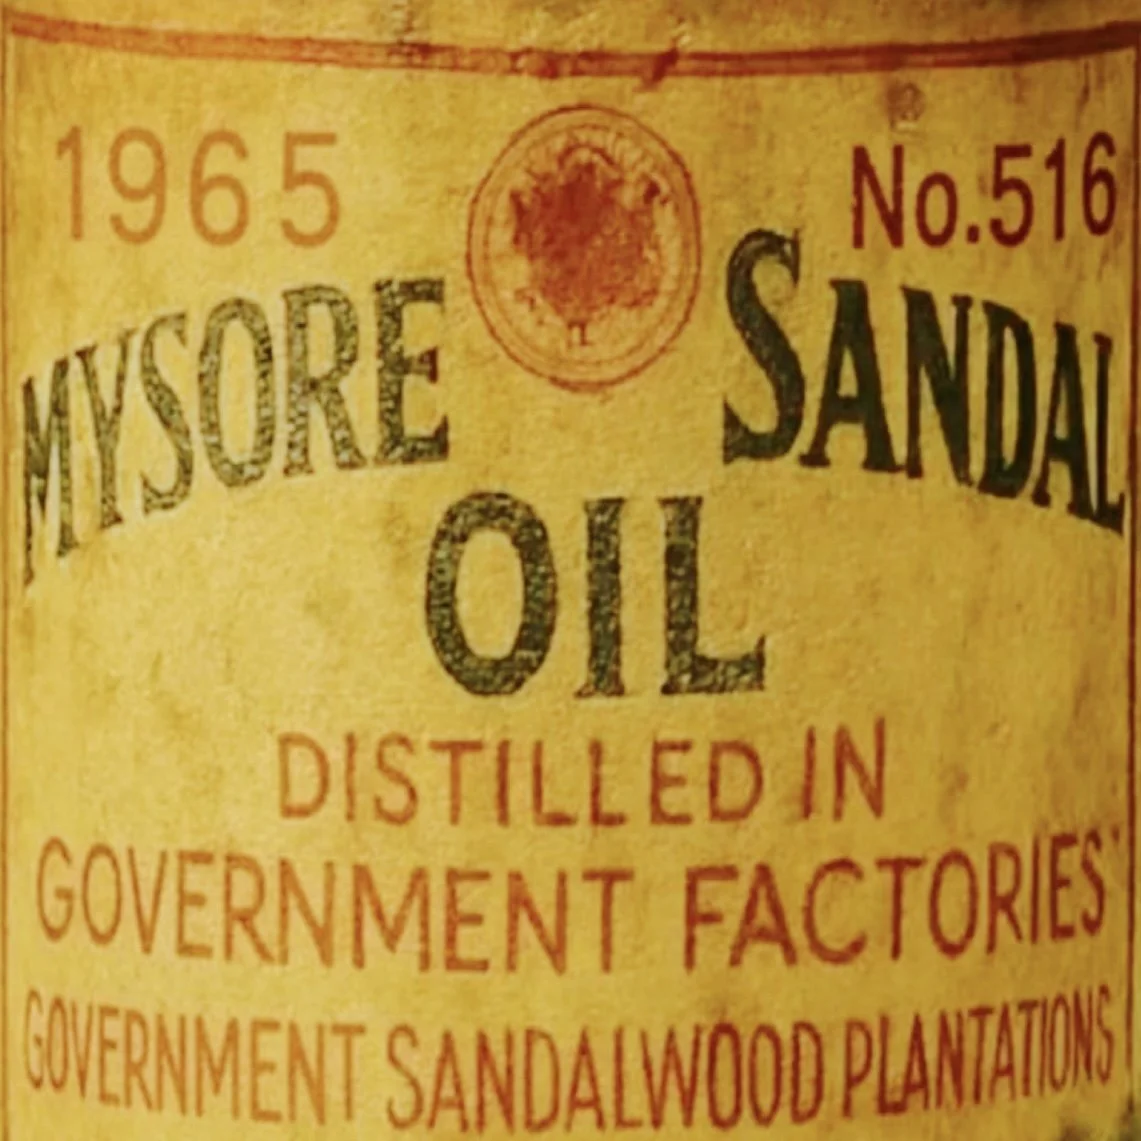 1965 No.516
MYSORE SANDAL
OIL
DISTILLED IN
GOVERNMENT FACTORIES
GOVERNMENT SANDALWOOD PLANTATIONS